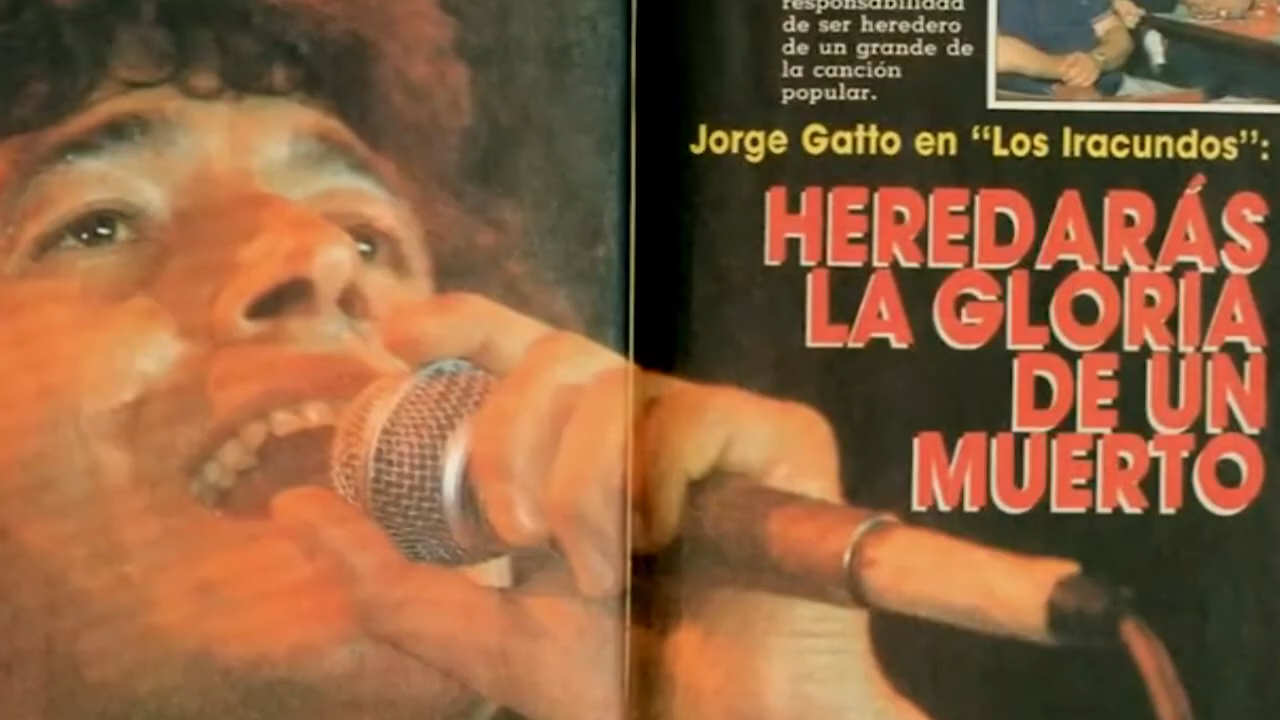 responsabilidad
de ser heredero
de un grande de
la canción
popular.
Jorge Gatto en “Los Iracundos”:
HEREDARÁS
LA GLORIA
DE UN
MUERTO